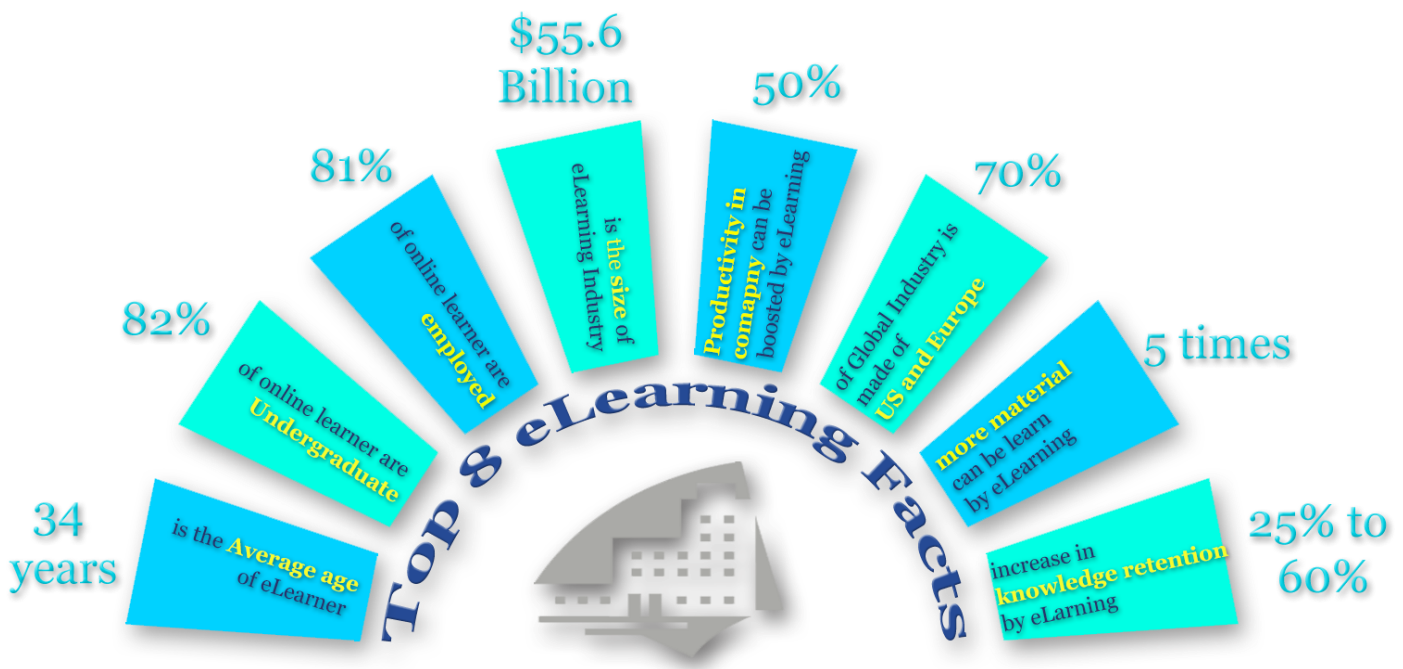 34
years
is the Average age
of eLearner
82%
of online learner are
Undergraduate
81%
of online learner are
employed
$55.6
Billion
is the size of
eLearning Industry
50%
Productivity in
comapny can be
boosted by eLearning
70%
of Global Industry is
made of
US and Europe
5 times
more material
can be learn
by eLearning
25% to
60%
increase in
knowledge retention
by eLarning
Top 8 eLearning Facts